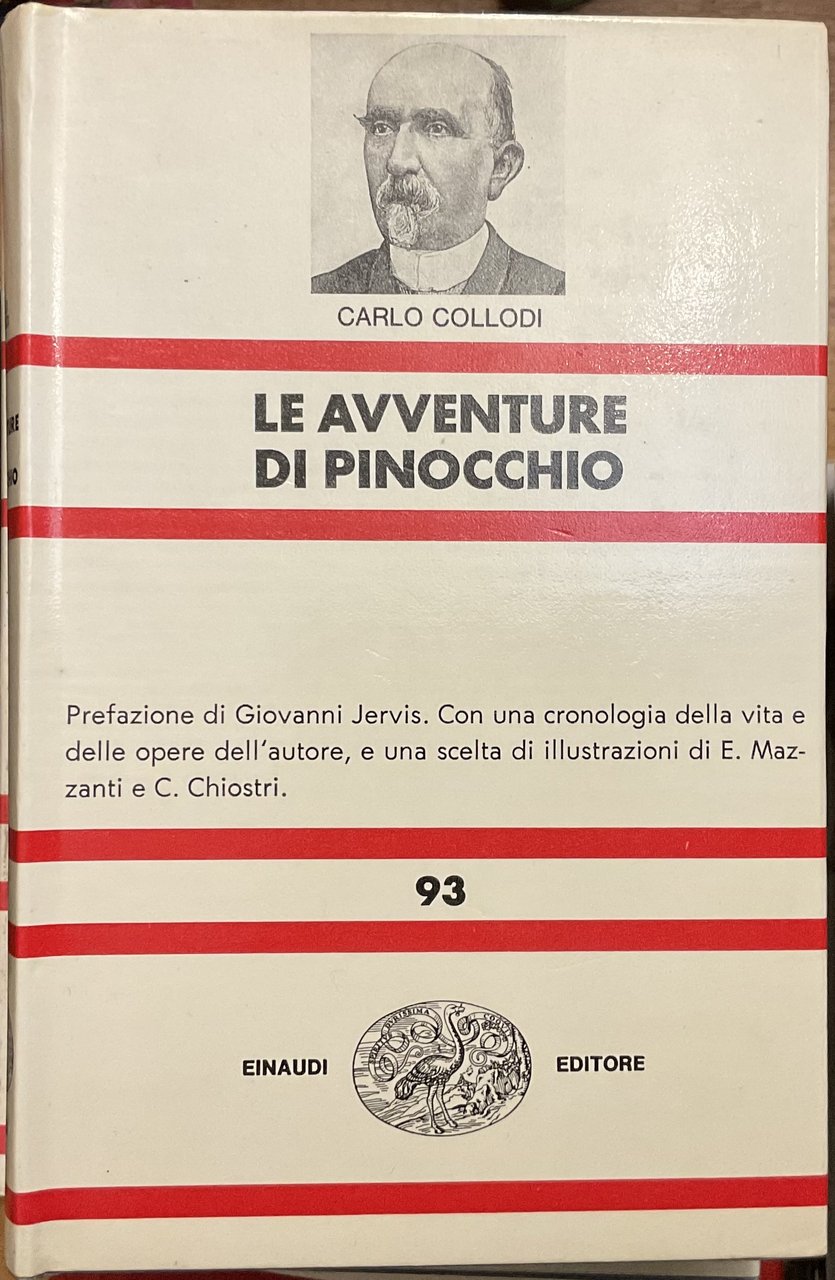 CARLO COLLODI
LE AVVENTURE
DI PINOCCHIO
Prefazione di Giovanni Jervis. Con una cronologia della vita e
delle opere dell'autore, e una scelta di illustrazioni di E. Maz-
zanti e C. Chiostri.
93
EINAUDI
EDITORE